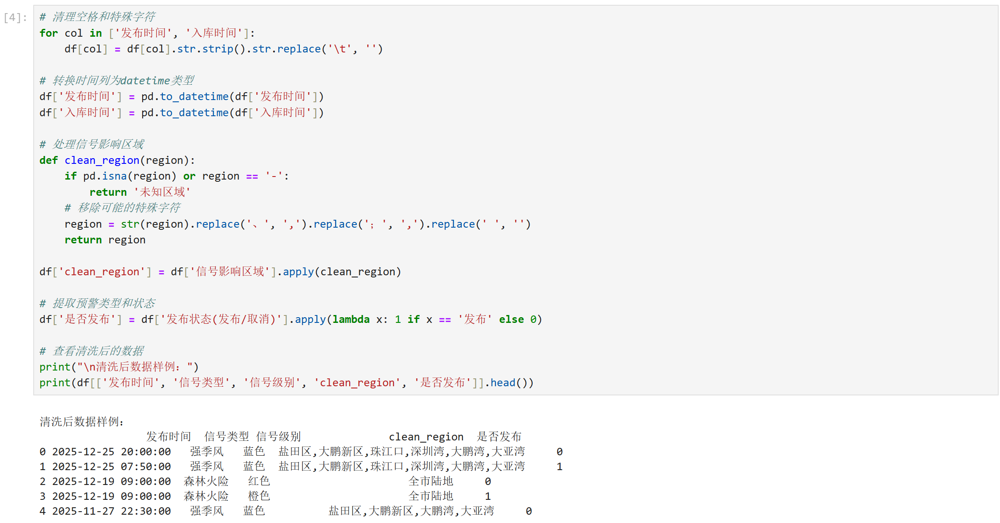 [4]:
# 清理空格和特殊字符
for col in ['发布时间', '入库时间']:
    df[col] = df[col].str.strip().str.replace('\t', '')
# 转换时间列为datetime类型
df['发布时间'] = pd.to_datetime(df['发布时间'])
df['入库时间'] = pd.to_datetime(df['入库时间'])
# 处理信号影响区域
def clean_region(region):
    if pd.isna(region) or region == '-':
        return '未知区域'
    # 移除可能的特殊字符
    region = str(region).replace('、', ',').replace('；', ',').replace(' ', '')
    return region
df['clean_region'] = df['信号影响区域'].apply(clean_region)
# 提取预警类型和状态
df['是否发布'] = df['发布状态(发布/取消)'].apply(lambda x: 1 if x == '发布' else 0)
# 查看清洗后的数据
print("\n清洗后数据样例：")
print(df[['发布时间', '信号类型', '信号级别', 'clean_region', '是否发布']].head())
清洗后数据样例：
发布时间  信号类型 信号级别  clean_region  是否发布
0 2025-12-25 20:00:00   强季风   蓝色  盐田区,大鹏新区,珠江口,深圳湾,大鹏湾,大亚湾     0
1 2025-12-25 07:50:00   强季风   蓝色  盐田区,大鹏新区,珠江口,深圳湾,大鹏湾,大亚湾     1
2 2025-12-19 09:00:00  森林火险   红色  全市陆地     0
3 2025-12-19 09:00:00  森林火险   橙色  全市陆地     1
4 2025-11-27 22:30:00   强季风   蓝色  盐田区,大鹏新区,大鹏湾,大亚湾     0